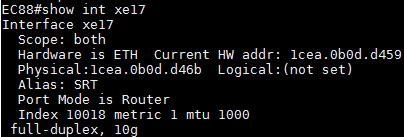 EC88#show int xe17
Interface xe17
  Scope: both
  Hardware is ETH  Current HW addr: 1cea.0b0d.d459
  Physical:1cea.0b0d.d46b  Logical:(not set)
  Alias: SRT
  Port Mode is Router
  Index 10018 metric 1 mtu 1000
 full-duplex, 10g